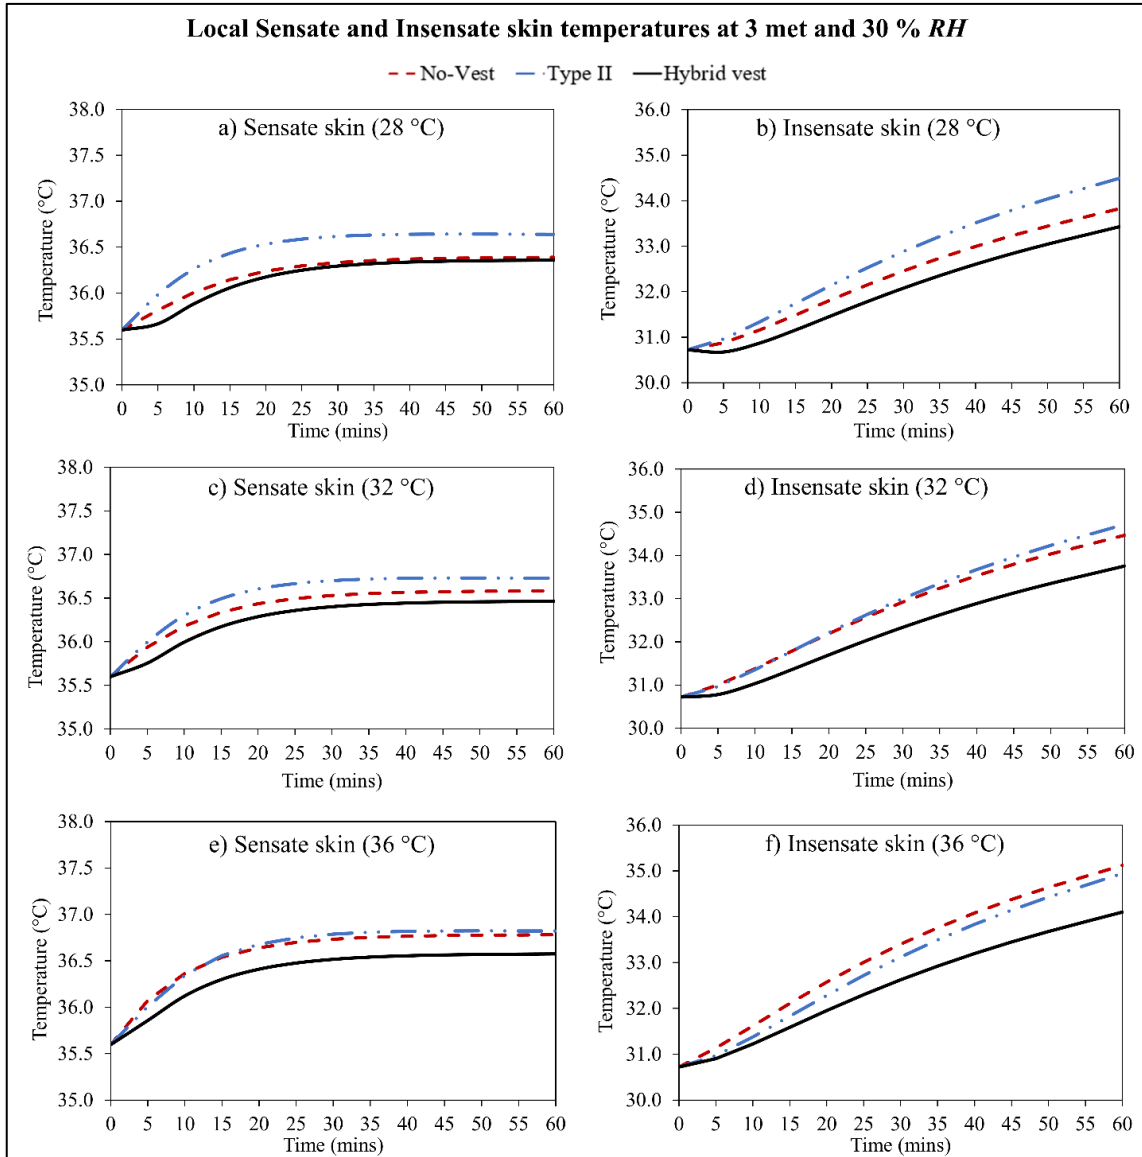 Local Sensate and Insensate skin temperatures at 3 met and 30 % RH
No-Vest Type II Hybrid vest
a) Sensate skin (28 °C)
Temperature (°C)
38.0
37.5
37.0
36.5
36.0
35.5
35.0
0 5 10 15 20 25 30 35 40 45 50 55 60
Time (mins)
b) Insensate skin (28 °C)
Temperature (°C)
36.0
35.0
34.0
33.0
32.0
31.0
30.0
0 5 10 15 20 25 30 35 40 45 50 55 60
Time (mins)
c) Sensate skin (32 °C)
Temperature (°C)
38.0
37.5
37.0
36.5
36.0
35.5
35.0
0 5 10 15 20 25 30 35 40 45 50 55 60
Time (mins)
d) Insensate skin (32 °C)
Temperature (°C)
36.0
35.0
34.0
33.0
32.0
31.0
30.0
0 5 10 15 20 25 30 35 40 45 50 55 60
Time (mins)
e) Sensate skin (36 °C)
Temperature (°C)
38.0
37.5
37.0
36.5
36.0
35.5
35.0
0 5 10 15 20 25 30 35 40 45 50 55 60
Time (mins)
f) Insensate skin (36 °C)
Temperature (°C)
36.0
35.0
34.0
33.0
32.0
31.0
30.0
0 5 10 15 20 25 30 35 40 45 50 55 60
Time (mins)